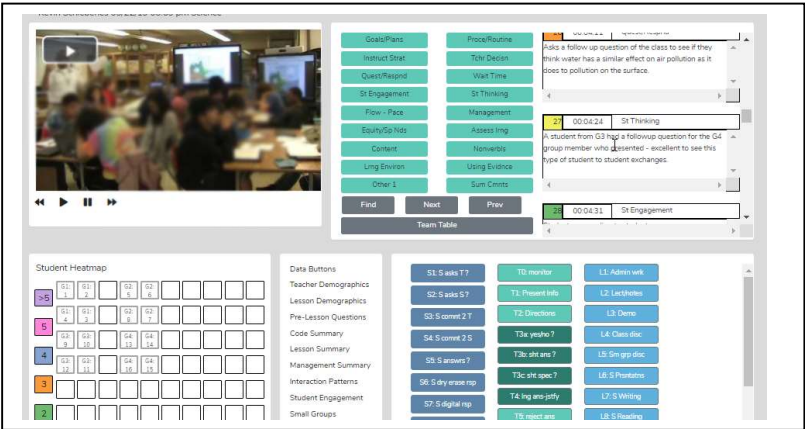 Goals/Plans
Proce/Routine
Instruct Strat
Tchr Decisn
Quest/Respnd
Wait Time
St Engagement
St Thinking
Flow - Pace
Management
Equity/Sp Nds
Assess lrng
Content
Nonverbls
Lrng Environ
Using Evidnce
Other 1
Sum Cmnts
Find
Next
Prev
Team Table
Asks a follow up question of the class to see if they
think water has a similar effect on air pollution as it
does to pollution on the surface.
27 00:04:24 St Thinking
A student from G3 had a followup question for the G4
group member who presented - excellent to see this
type of student to student exchanges.
28 00:04:31 St Engagement
Student Heatmap
>5
G1: 1
G1: 2
G2: 5
G2: 6
5
G1: 4
G1: 3
G2: 8
G2: 7
G3: 9
G3: 10
G4: 13
G4: 14
4
G3: 12
G3: 11
G4: 16
G4: 15
3
2
Data Buttons
Teacher Demographics
Lesson Demographics
Pre-Lesson Questions
Code Summary
Lesson Summary
Management Summary
Interaction Patterns
Student Engagement
Small Groups
S1: S asks T ?
T0: monitor
L1: Admin wrk
S2: S asks S ?
T1: Present Info
L2: Lect/notes
S3: S comnt 2 T
T2: Directions
L3: Demo
S4: S comnt 2 S
T3a: yes/no ?
L4: Class disc
S5: S answrs ?
T3b: sht ans ?
L5: Sm grp disc
S6: S dry erase rsp
T3c: sht spec ?
L6: S Prsntatns
S7: S digital rsp
T4: lng ans-jstfy
L7: S Writing
T5: reject ans
L8: S Reading